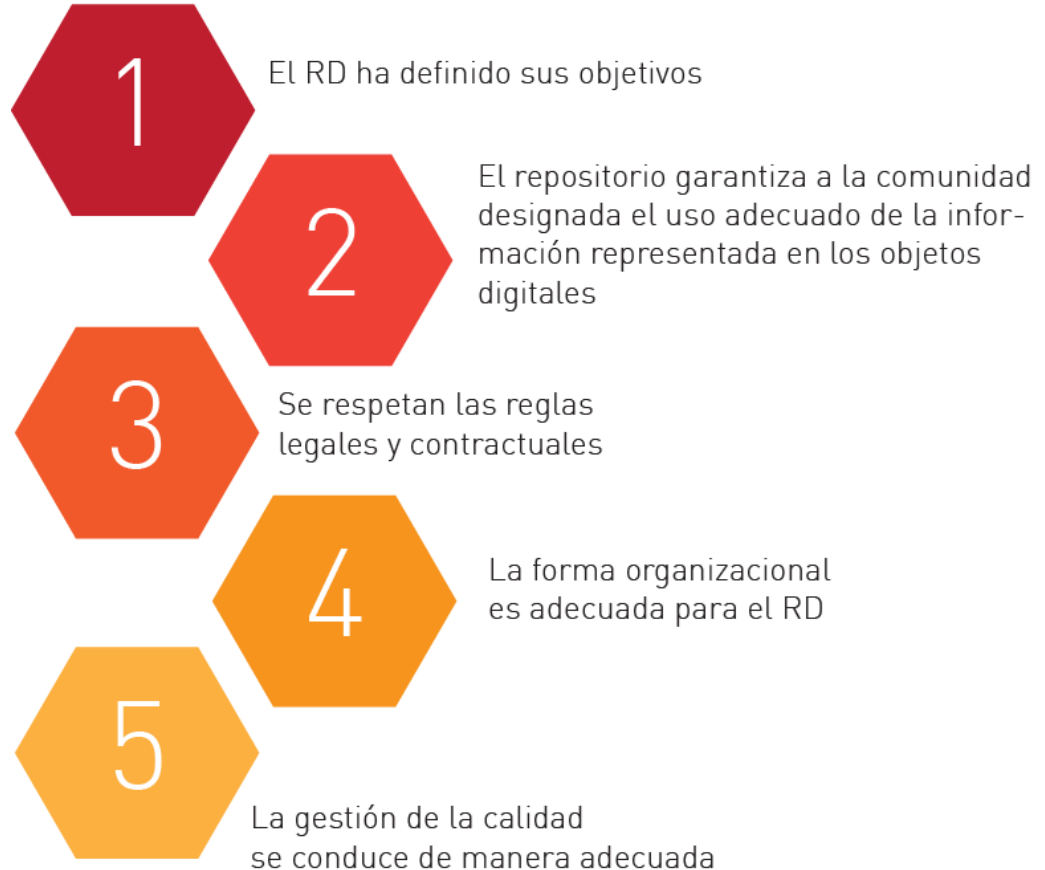 1
El RD ha definido sus objetivos
2
El repositorio garantiza a la comunidad
designada el uso adecuado de la infor-
mación representada en los objetos
digitales
3
Se respetan las reglas
legales y contractuales
4
La forma organizacional
es adecuada para el RD
5
La gestión de la calidad
se conduce de manera adecuada